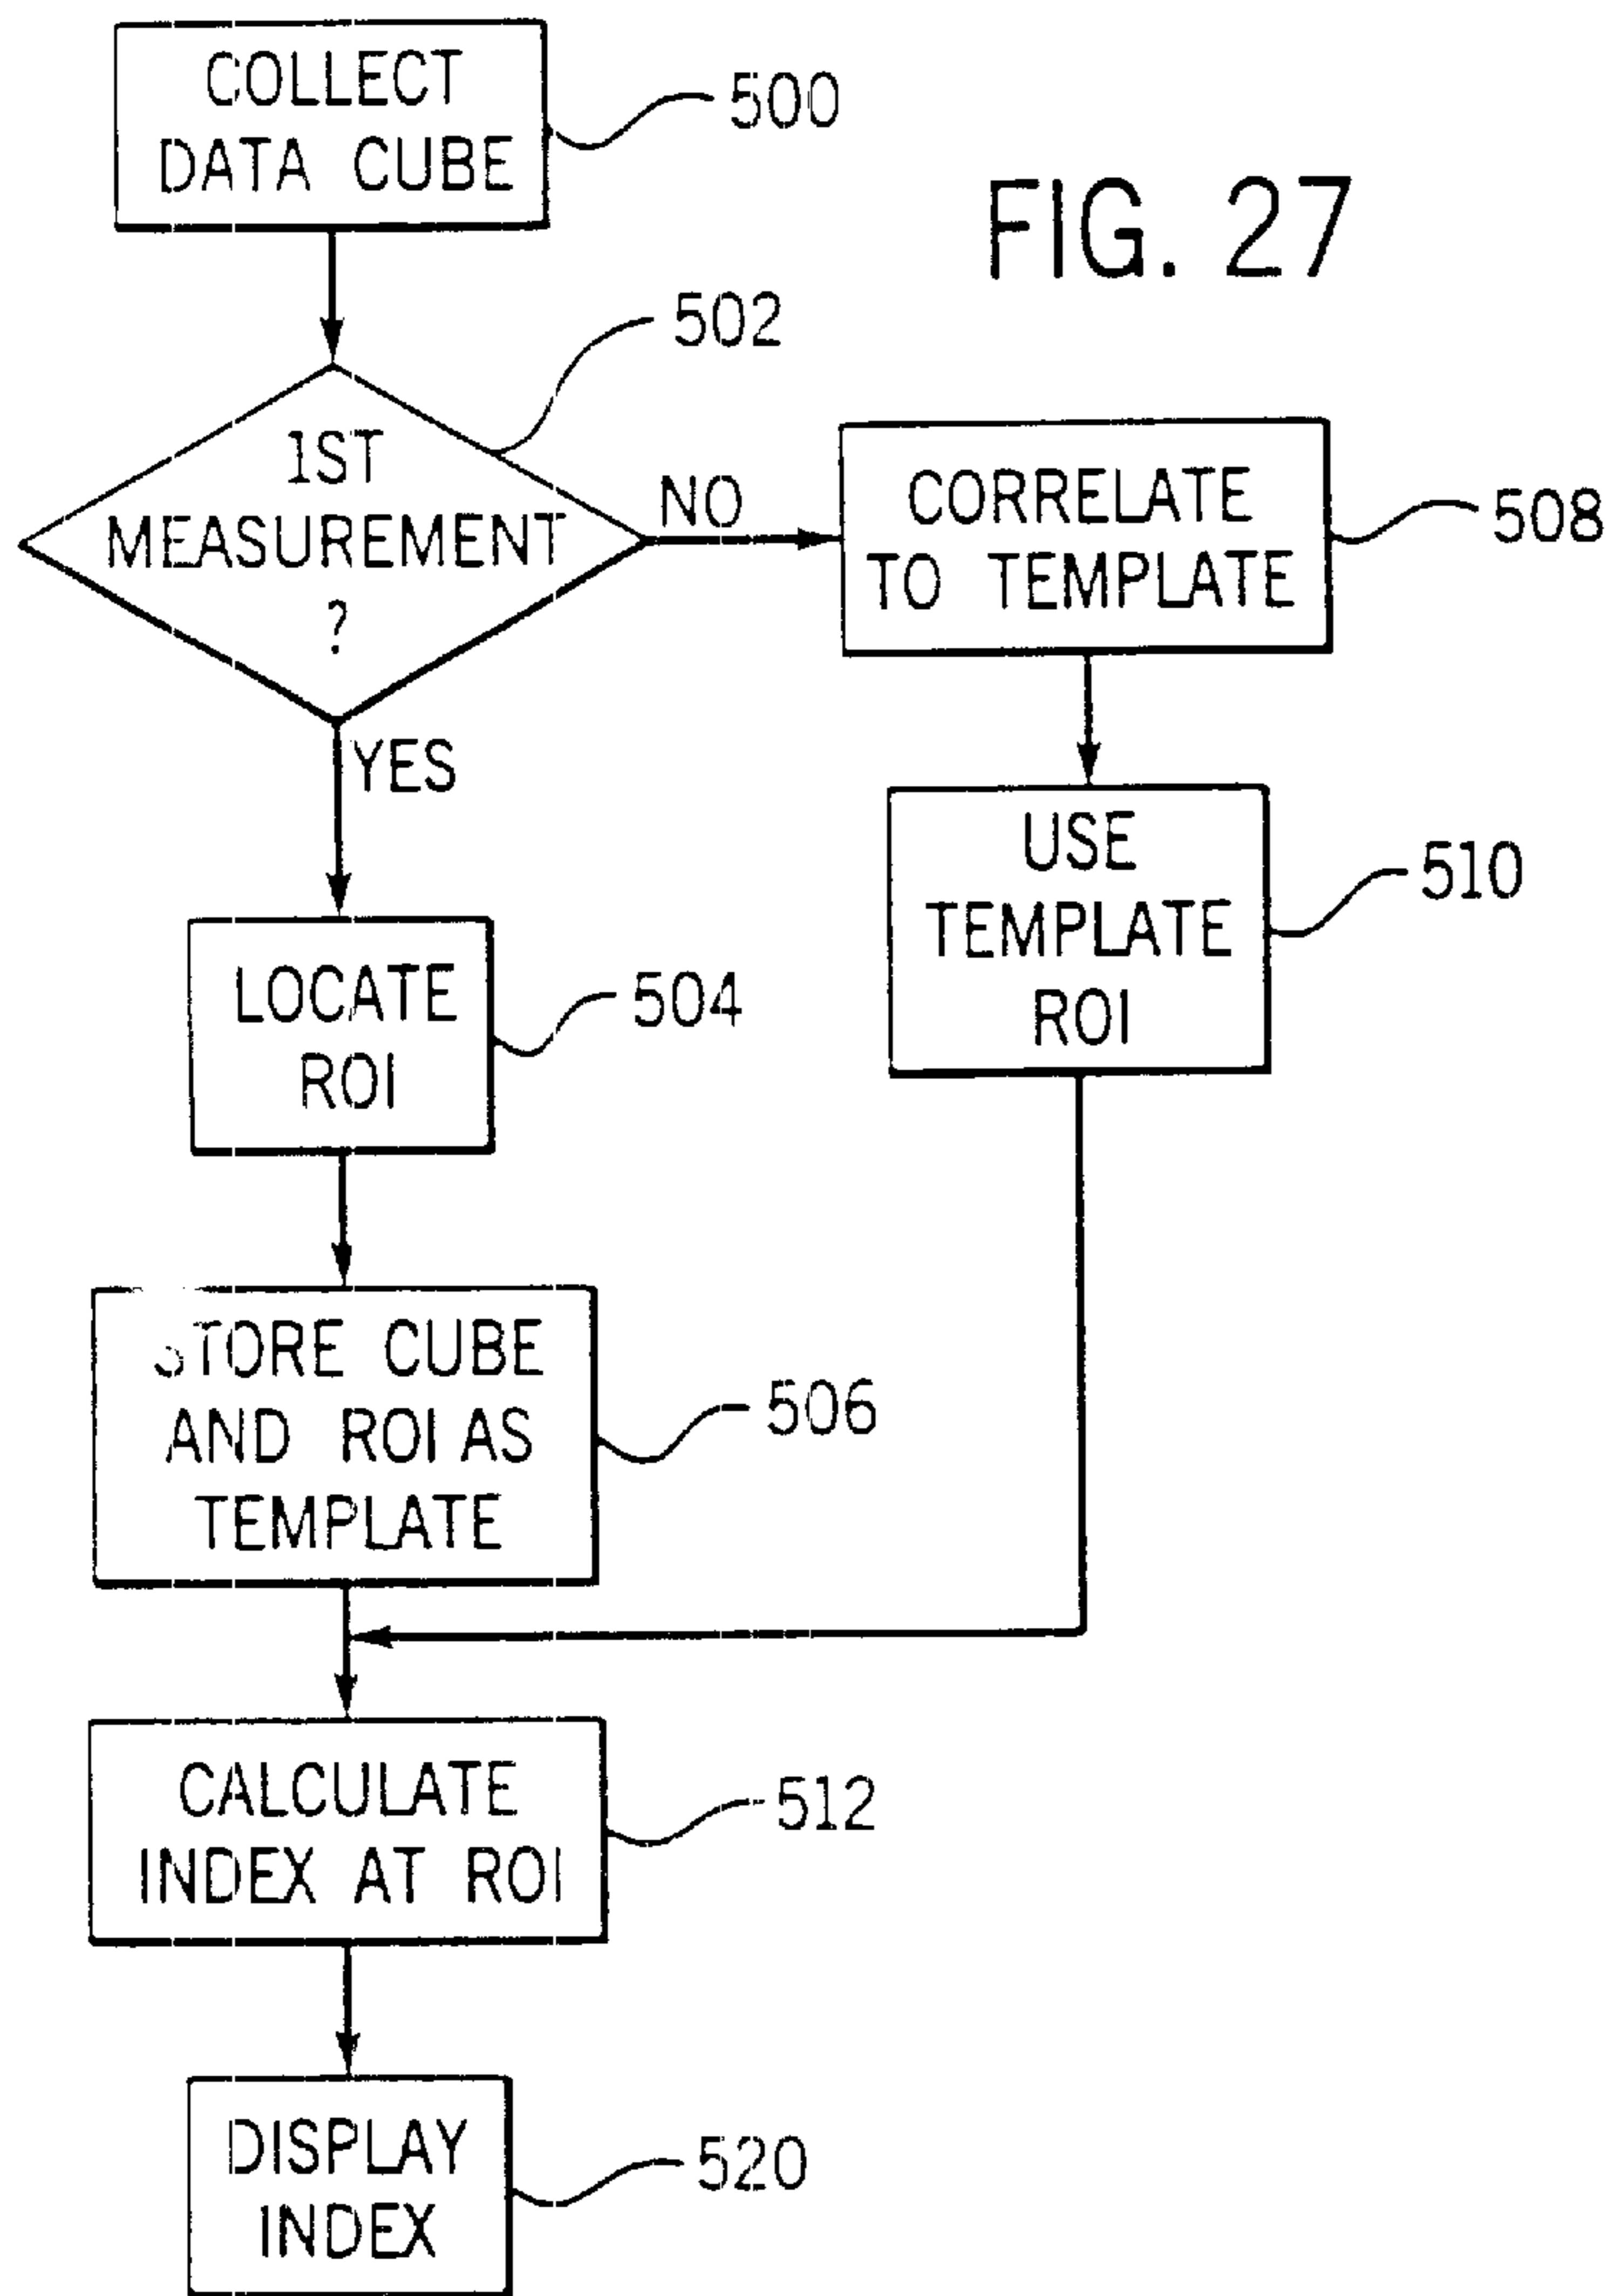 COLLECT
DATA CUBE
500
FIG. 27
502
1ST
MEASUREMENT
?
NO
CORRELATE
TO TEMPLATE
508
YES
USE
TEMPLATE
ROI
510
LOCATE
ROI
504
STORE CUBE
AND ROI AS
TEMPLATE
506
CALCULATE
INDEX AT ROI
512
DISPLAY
INDEX
520